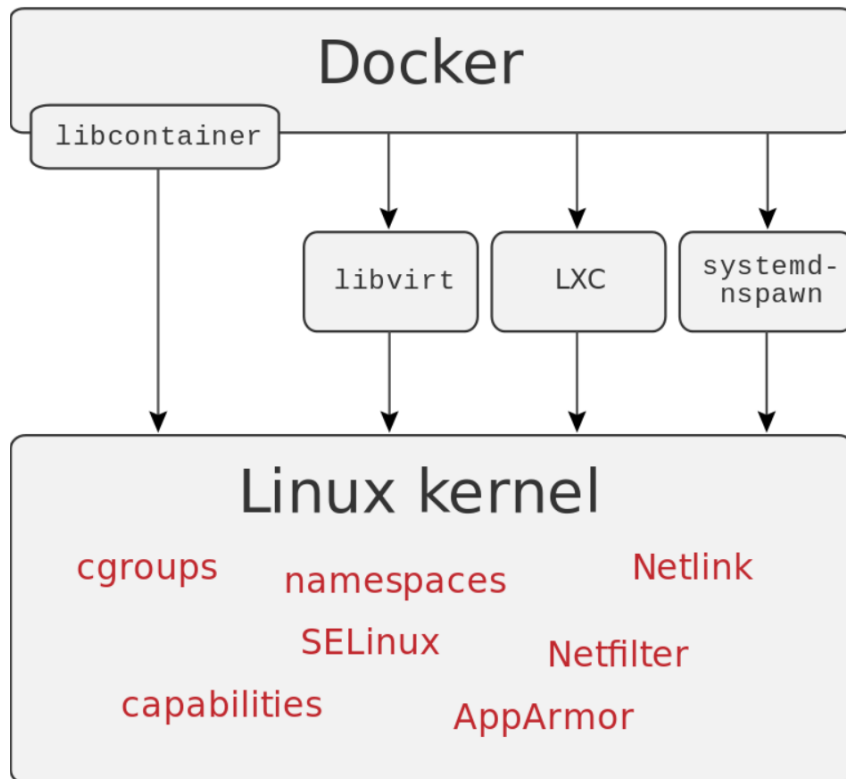 Docker
libcontainer
libvirt
LXC
systemd-
nspawn
Linux kernel
cgroups
namespaces
Netlink
SELinux
Netfilter
capabilities
AppArmor